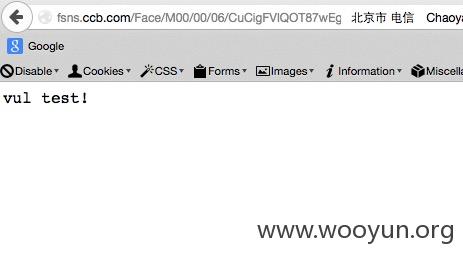 fsns.ccb.com/Face/M00/00/06/CuCigFVlQOT87wEg 北京市 电信 Chaoya
8 Google
Disable Cookies CSS Forms Images Information Miscella
vul test!
www.wooyun.org